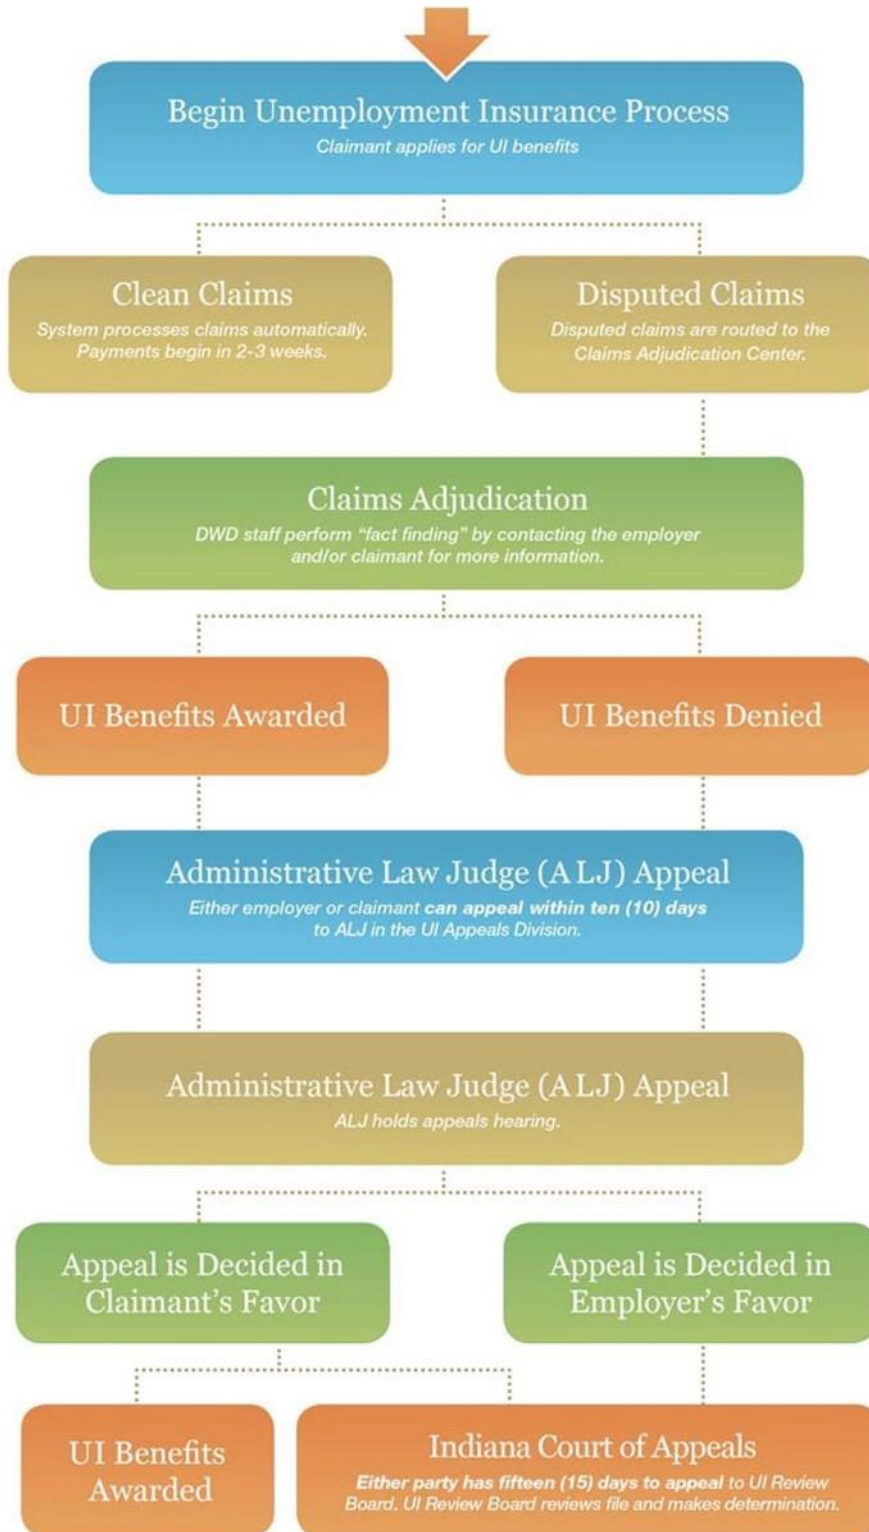 Begin Unemployment Insurance Process
Claimant applies for UI benefits
Clean Claims
System processes claims automatically.
Payments begin in 2-3 weeks.
Disputed Claims
Disputed claims are routed to the
Claims Adjudication Center.
Claims Adjudication
DWD staff perform “fact finding” by contacting the employer
and/or claimant for more information.
UI Benefits Awarded
UI Benefits Denied
Administrative Law Judge (ALJ) Appeal
Either employer or claimant can appeal within ten (10) days
to ALJ in the UI Appeals Division.
Administrative Law Judge (ALJ) Appeal
ALJ holds appeals hearing.
Appeal is Decided in
Claimant’s Favor
Appeal is Decided in
Employer’s Favor
UI Benefits
Awarded
Indiana Court of Appeals
Either party has fifteen (15) days to appeal to UI Review
Board. UI Review Board reviews file and makes determination.